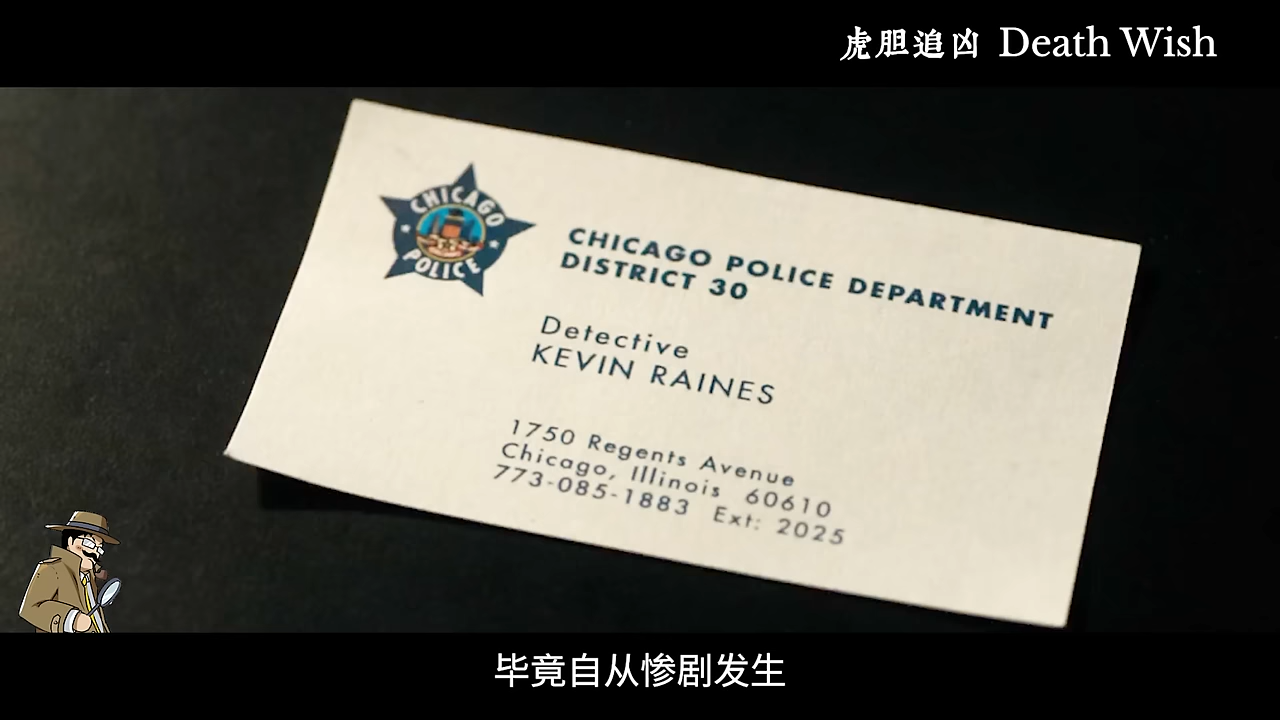 虎胆追凶 Death Wish
CHICAGO
POLICE
CHICAGO POLICE DEPARTMENT
DISTRICT 30
Detective
KEVIN RAINES
1750 Regents Avenue
Chicago, Illinois 60610
773-085-1883 Ext: 2025
毕竟自从惨剧发生